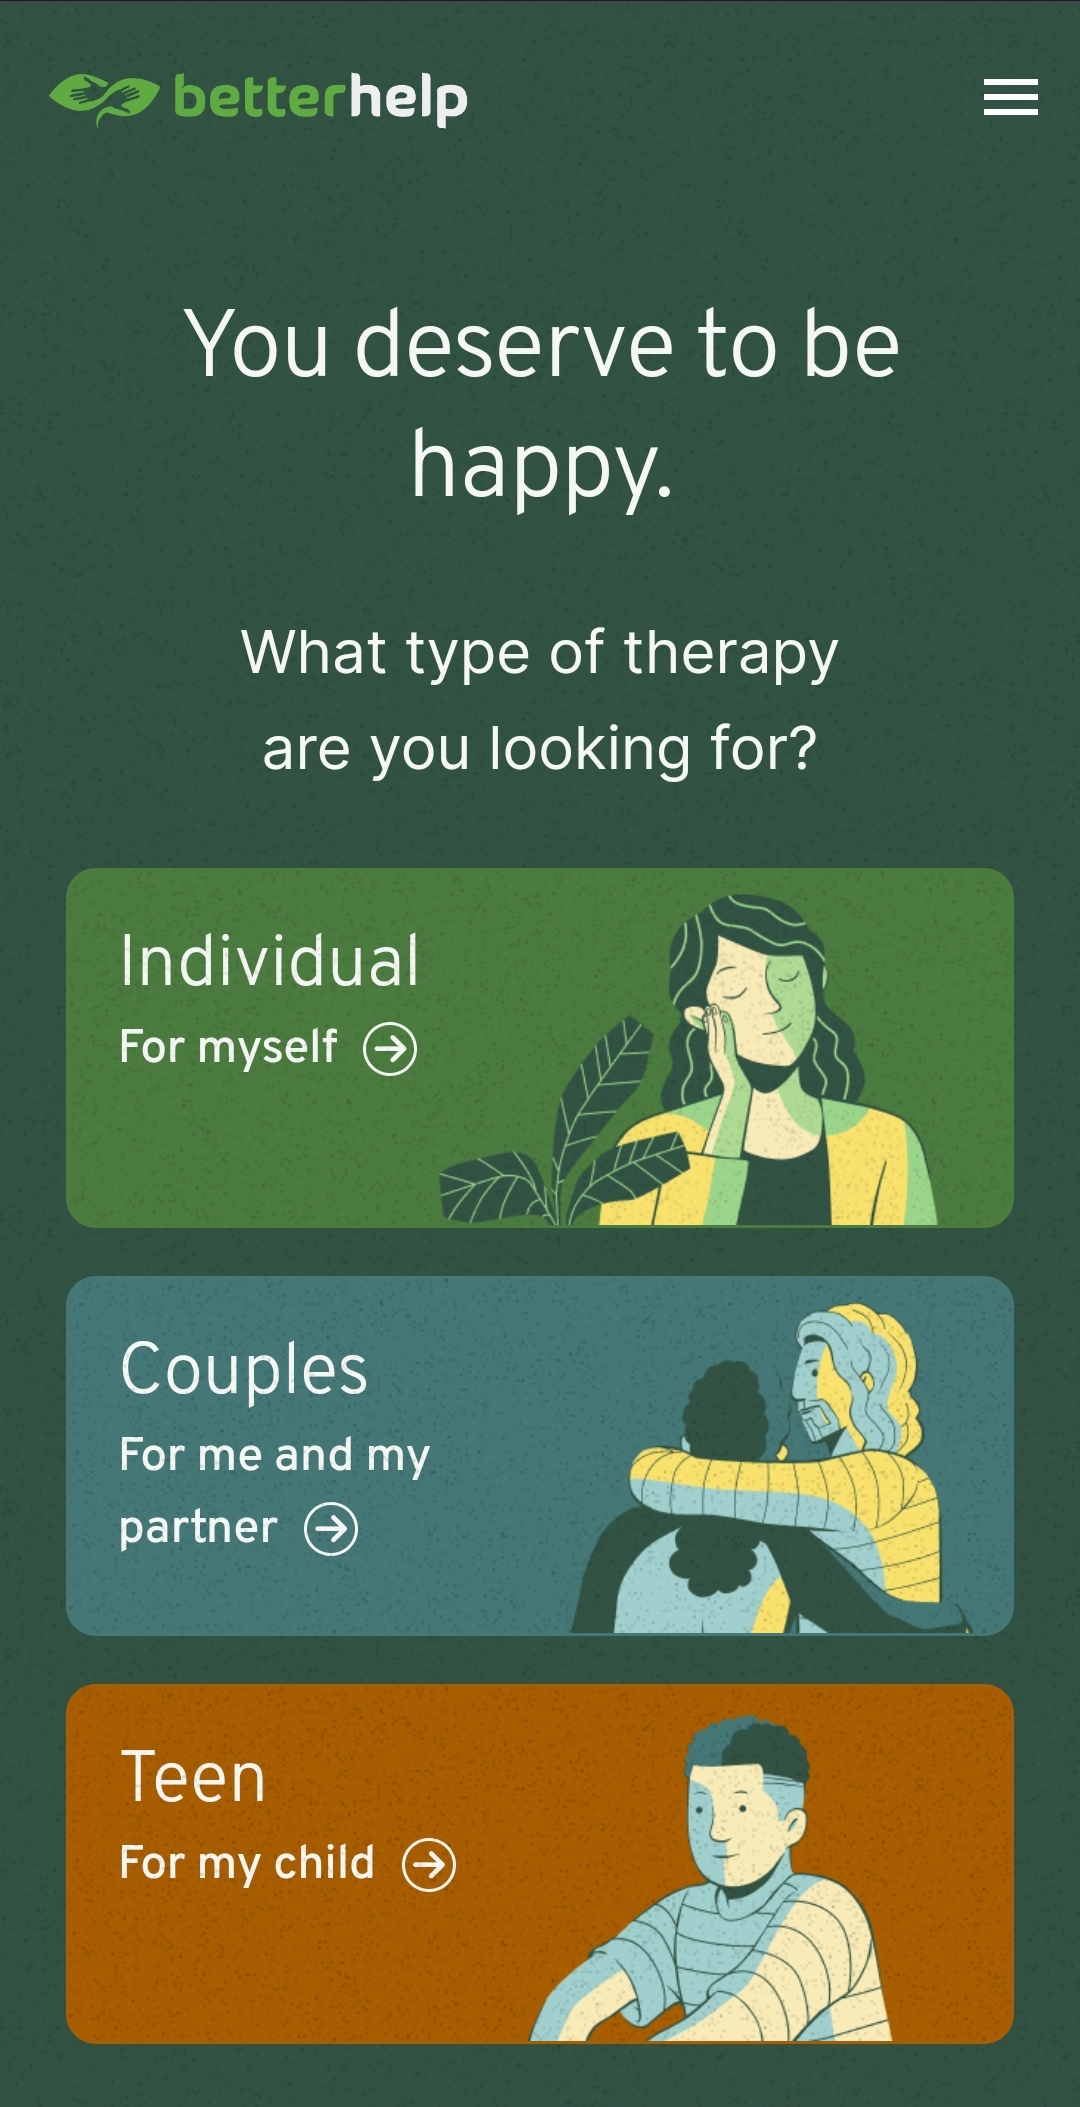 betterhelp
You deserve to be
happy.
What type of therapy
are you looking for?
Individual
For myself
Couples
For me and my
partner
Teen
For my child